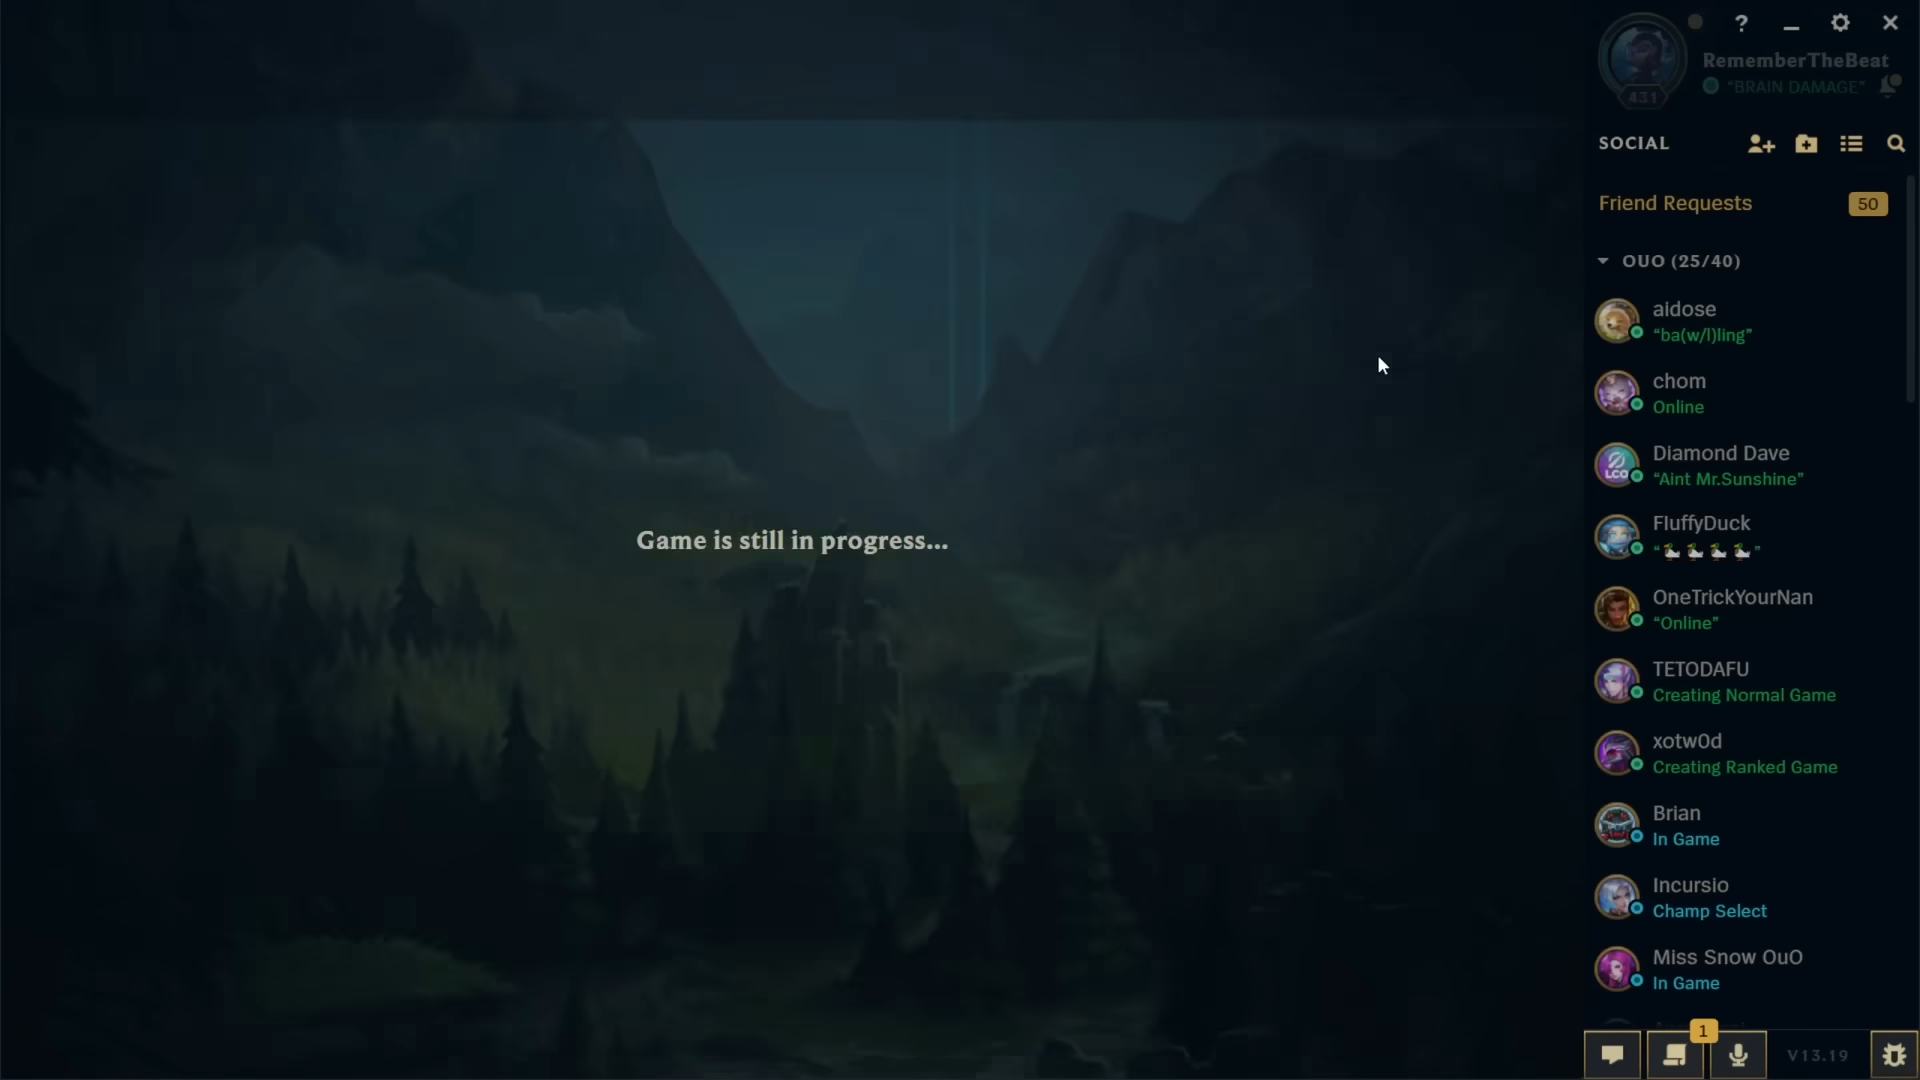 ?
RememberTheBeat
431
"BRAIN DAMAGE"
SOCIAL
Friend Requests
50
OUO (25/40)
aidose
“ba(w/l)ling”
chom
Online
Diamond Dave
“Aint Mr.Sunshine”
LCO
FluffyDuck
“🦆🦆🦆🦆”
OneTrickYourNan
“Online”
TETODAFU
Creating Normal Game
xotw0d
Creating Ranked Game
Brian
In Game
Incursio
Champ Select
Miss Snow OuO
In Game
Game is still in progress...
1
V13.19